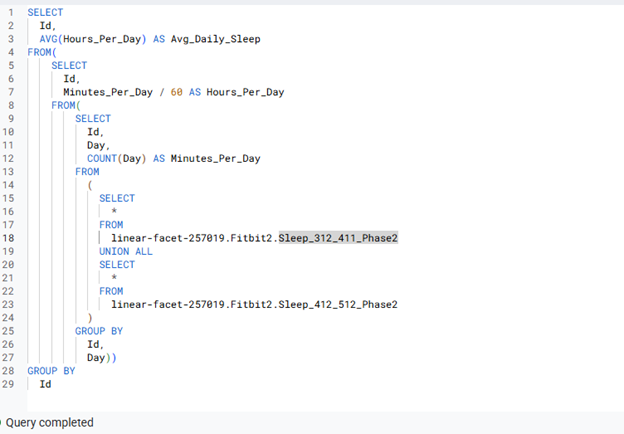 1 SELECT
2 Id,
3 AVG(Hours_Per_Day) AS Avg_Daily_Sleep
4 FROM(
5 SELECT
6 Id,
7 Minutes_Per_Day / 60 AS Hours_Per_Day
8 FROM(
9 SELECT
10 Id,
11 Day,
12 COUNT(Day) AS Minutes_Per_Day
13 FROM
14 (
15 SELECT
16 *
17 FROM
18 linear-facet-257019.Fitbit2.Sleep_312_411_Phase2
19 UNION ALL
20 SELECT
21 *
22 FROM
23 linear-facet-257019.Fitbit2.Sleep_412_512_Phase2
24 )
25 GROUP BY
26 Id,
27 Day))
28 GROUP BY
29 Id
Query completed